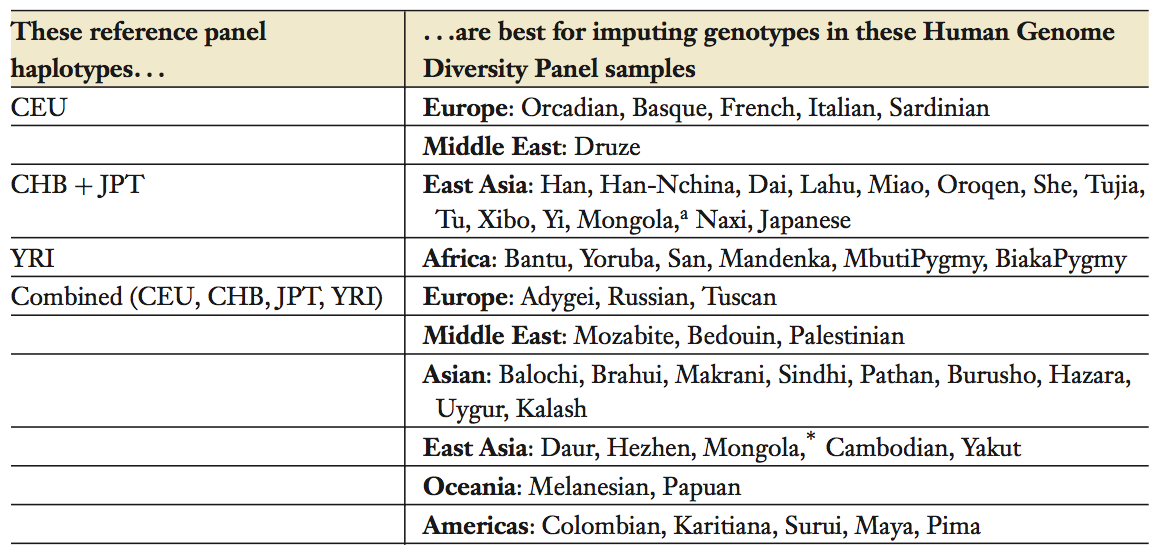 These reference panel haplotypes…
…are best for imputing genotypes in these Human Genome Diversity Panel samples
CEU
Europe: Orcadian, Basque, French, Italian, Sardinian
Middle East: Druze
CHB + JPT
East Asia: Han, Han-Nchina, Dai, Lahu, Miao, Oroqen, She, Tujia,
Tu, Xibo, Yi, Mongola,ᵃ Naxi, Japanese
YRI
Africa: Bantu, Yoruba, San, Mandenka, MbutiPygmy, BiakaPygmy
Combined (CEU, CHB, JPT, YRI)
Europe: Adygei, Russian, Tuscan
Middle East: Mozabite, Bedouin, Palestinian
Asian: Balochi, Brahui, Makrani, Sindhi, Pathan, Burusho, Hazara,
Uygur, Kalash
East Asia: Daur, Hezhen, Mongola,* Cambodian, Yakut
Oceania: Melanesian, Papuan
Americas: Colombian, Karitiana, Surui, Maya, Pima